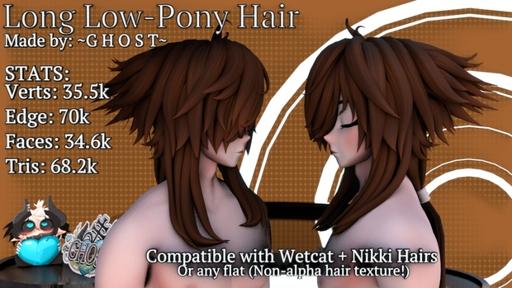 Long Low-Pony Hair
Made by: ~G H O S T~
STATS:
Verts: 35.5k
Edge: 70k
Faces: 34.6k
Tris: 68.2k
Compatible with Wetcat + Nikki Hairs
Or any flat (Non-alpha hair texture!)